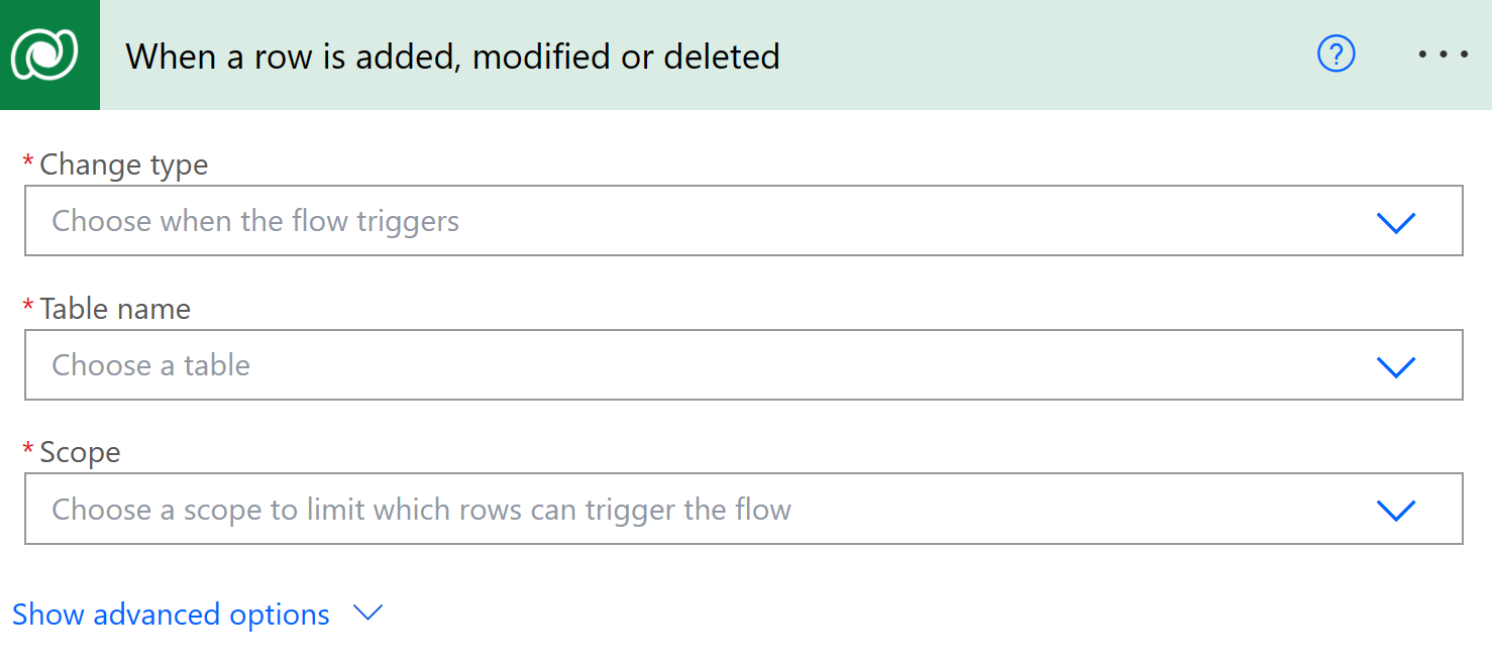 When a row is added, modified or deleted
?
* Change type
Choose when the flow triggers
* Table name
Choose a table
* Scope
Choose a scope to limit which rows can trigger the flow
Show advanced options